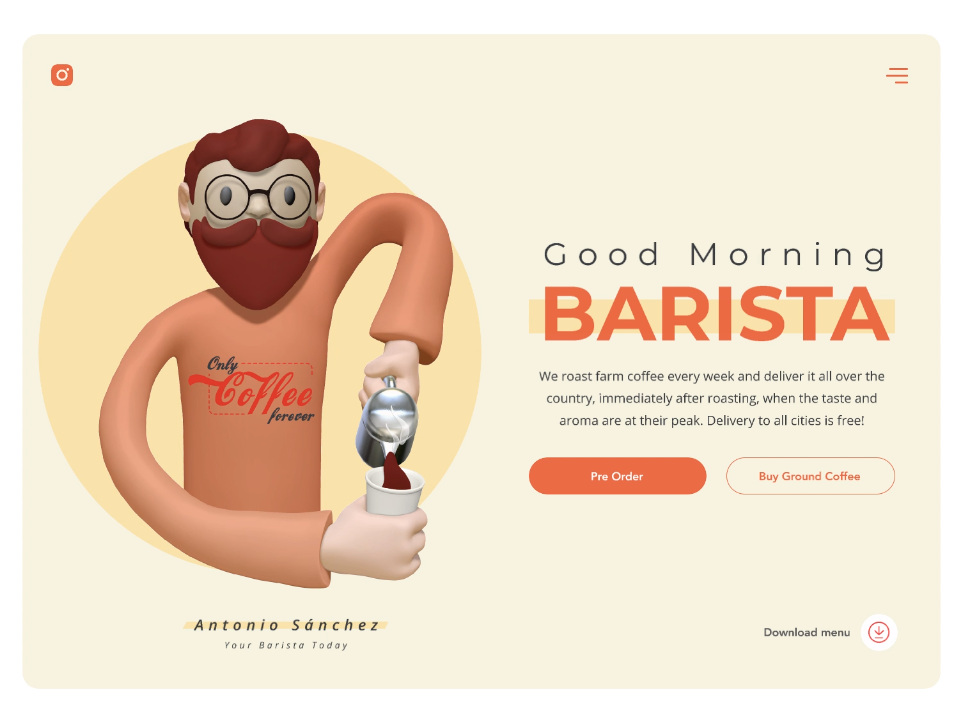 Good Morning
BARISTA
We roast farm coffee every week and deliver it all over the
country, immediately after roasting, when the taste and
aroma are at their peak. Delivery to all cities is free!
Pre Order
Buy Ground Coffee
Only
Coffee
forever
Antonio Sánchez
Your Barista Today
Download menu